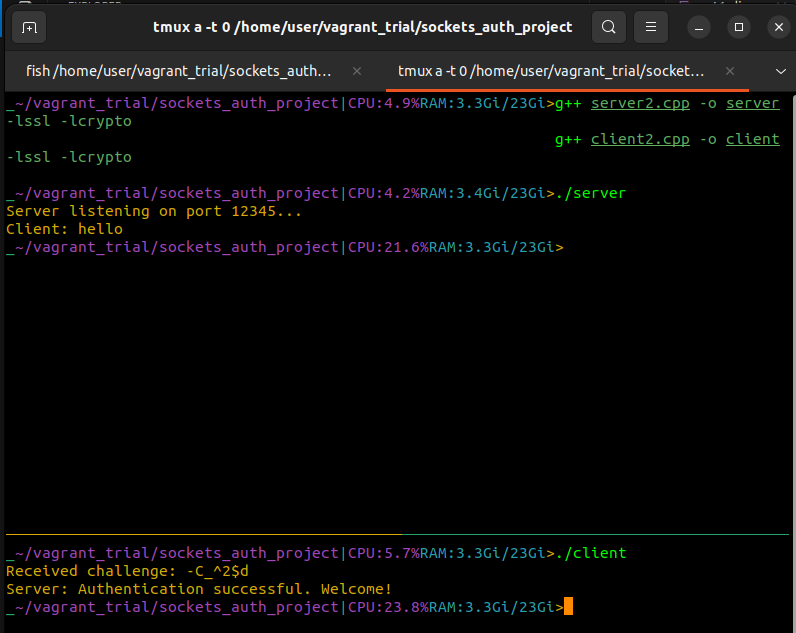 tmux a -t 0 /home/user/vagrant_trial/sockets_auth_project
fish /home/user/vagrant_trial/sockets_auth...
tmux a -t 0 /home/user/vagrant_trial/socket...
_~/vagrant_trial/sockets_auth_project|CPU:4.9%RAM:3.3Gi/23Gi>g++ server2.cpp -o server
-lssl -lcrypto
g++ client2.cpp -o client
-lssl -lcrypto
_~/vagrant_trial/sockets_auth_project|CPU:4.2%RAM:3.4Gi/23Gi>./server
Server listening on port 12345...
Client: hello
_~/vagrant_trial/sockets_auth_project|CPU:21.6%RAM:3.3Gi/23Gi>
_~/vagrant_trial/sockets_auth_project|CPU:5.7%RAM:3.3Gi/23Gi>./client
Received challenge: -C_^2$d
Server: Authentication successful. Welcome!
_~/vagrant_trial/sockets_auth_project|CPU:23.8%RAM:3.3Gi/23Gi>